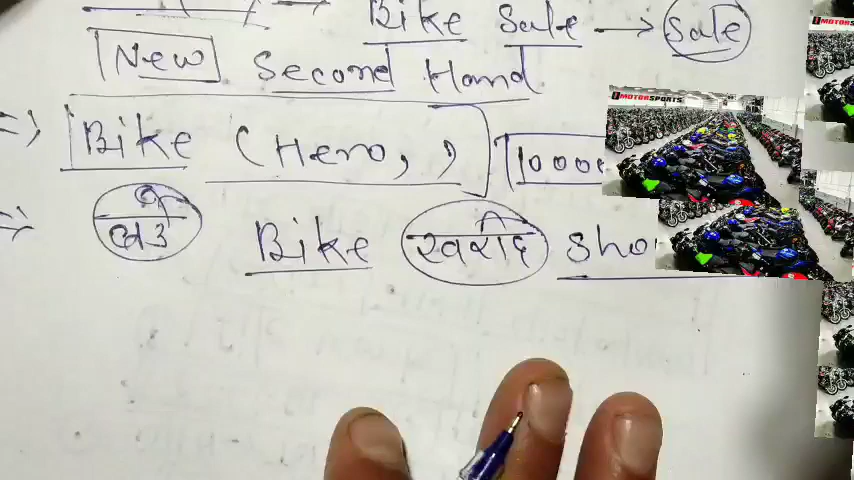 Bike Sale → Sale
New Second Hand
MOTORSPORTS
⇒ Bike (Hero, ) 1000
⇒ Bike खरीद sho